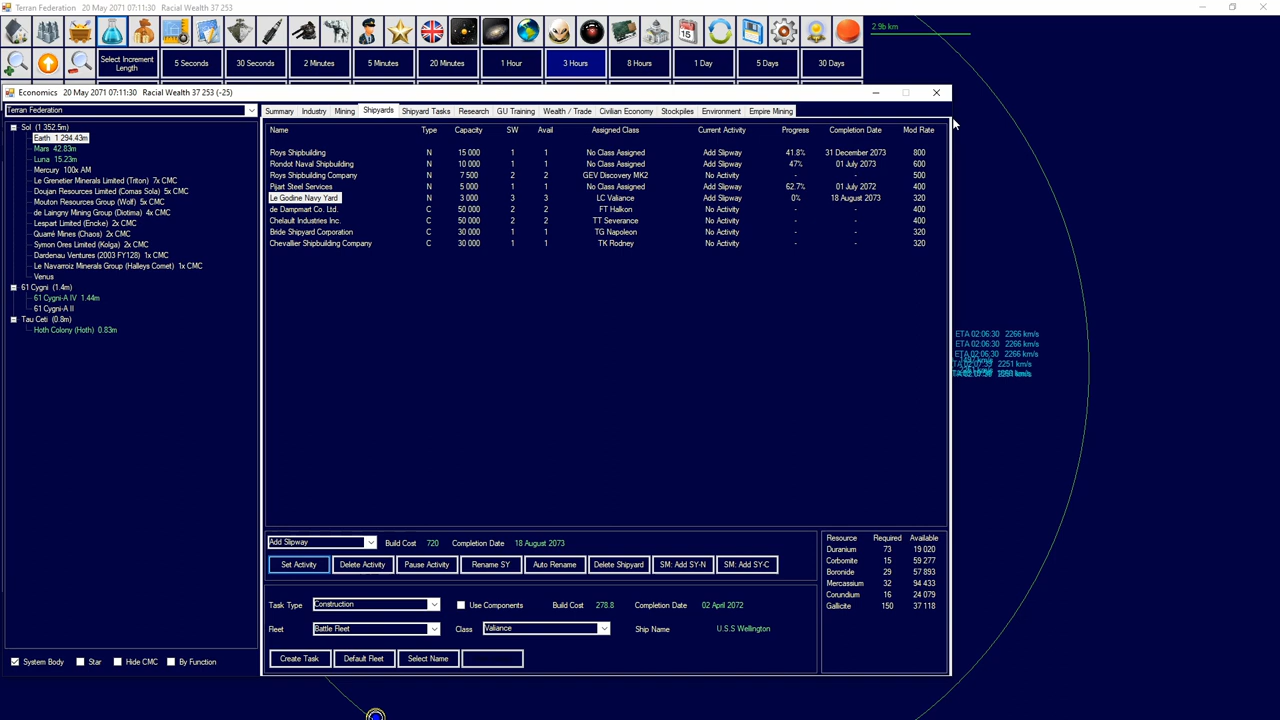 Terran Federation   20 May 2071 07:11:30   Racial Wealth 37 253
2.9b km
Select Increment Length
5 Seconds
30 Seconds
2 Minutes
5 Minutes
20 Minutes
1 Hour
3 Hours
8 Hours
1 Day
5 Days
30 Days
Economics   20 May 2071 07:11:30   Racial Wealth 37 253 (-25)
Terran Federation
Summary Industry Mining Shipyards Shipyard Tasks Research GU Training Wealth / Trade Civilian Economy Stockpiles Environment Empire Mining
Sol (1 352.5m)
Earth 1 294.43m
Mars 42.83m
Luna 15.23m
Mercury 100x AM
Le Grenetier Minerals Limited (Triton) 7x CMC
Doujan Resources Limited (Comas Sola) 5x CMC
Mouton Resources Group (Wolf) 5x CMC
de Laingny Mining Group (Diotima) 4x CMC
Lespart Limited (Encke) 2x CMC
Quarré Mines (Chaos) 2x CMC
Symon Ores Limited (Kolga) 2x CMC
Dardenau Ventures (2003 FY128) 1x CMC
Le Navarroiz Minerals Group (Halleys Comet) 1x CMC
Venus
61 Cygni (1.4m)
61 Cygni-A IV 1.44m
61 Cygni-A II
Tau Ceti (0.8m)
Hoth Colony (Hoth) 0.83m
Name Type Capacity SW Avail Assigned Class Current Activity Progress Completion Date Mod Rate
Roys Shipbuilding N 15 000 1 1 No Class Assigned Add Slipway 41.8% 31 December 2073 800
Rondot Naval Shipbuilding N 10 000 1 1 No Class Assigned Add Slipway 47% 01 July 2073 600
Roys Shipbuilding Company N 7 500 2 2 GEV Discovery MK2 No Activity - - 500
Pijart Steel Services N 5 000 1 1 No Class Assigned Add Slipway 62.7% 01 July 2072 400
Le Godine Navy Yard N 3 000 3 3 LC Valiance Add Slipway 0% 18 August 2073 320
de Dampmart Co. Ltd. C 50 000 2 2 FT Halkon No Activity - - 400
Chelault Industries Inc. C 50 000 2 2 TT Severance No Activity - - 400
Bride Shipyard Corporation C 30 000 1 1 TG Napoleon No Activity - - 320
Chevallier Shipbuilding Company C 30 000 1 1 TK Rodney No Activity - - 320
ETA 02:06:30 2266 km/s
ETA 02:06:30 2266 km/s
ETA 02:06:30 2266 km/s
Add Slipway Build Cost 720 Completion Date 18 August 2073
Set Activity Delete Activity Pause Activity Rename SY Auto Rename Delete Shipyard SM: Add SY-N SM: Add SY-C
Task Type Construction Use Components Build Cost 278.8 Completion Date 02 April 2072
Fleet Battle Fleet Class Valiance Ship Name U.S.S Wellington
Create Task Default Fleet Select Name
Resource Required Available
Duranium 73 19 020
Corbomite 15 59 277
Boronide 29 57 893
Mercassium 32 94 433
Corundium 16 24 079
Gallicite 150 37 118
System Body Star Hide CMC By Function